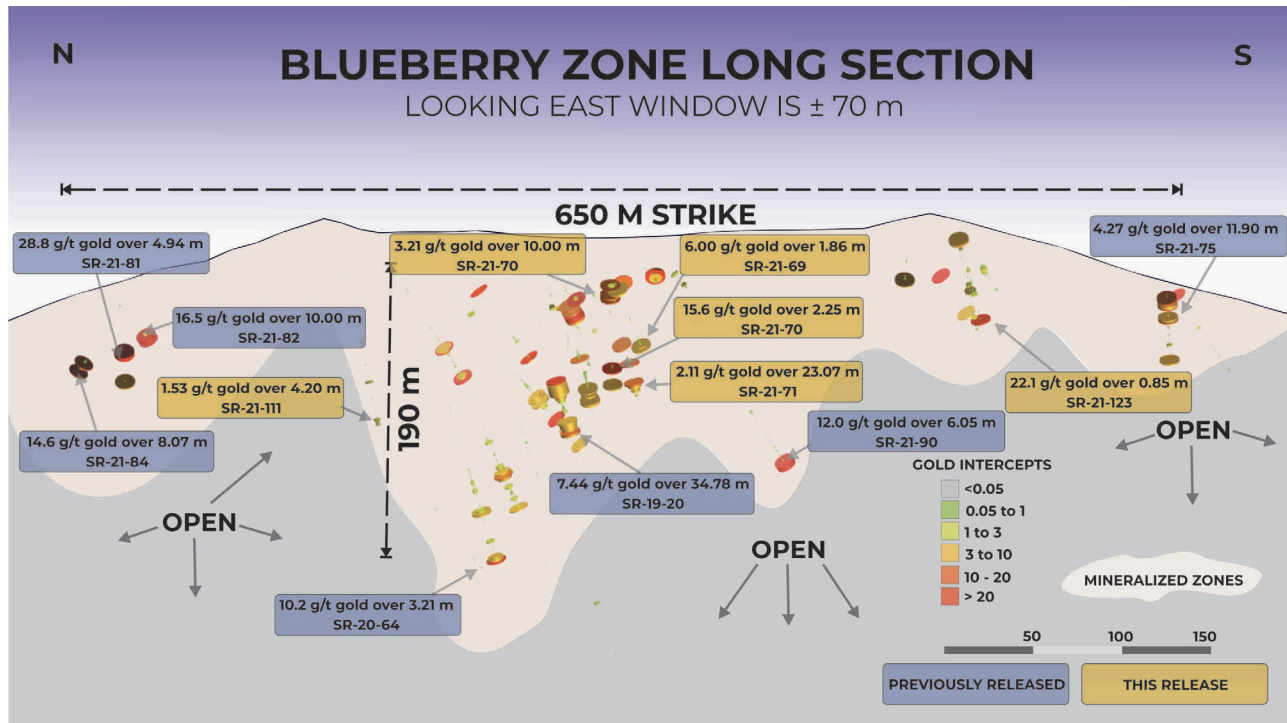 N
S
BLUEBERRY ZONE LONG SECTION
LOOKING EAST WINDOW IS ± 70 m
650 M STRIKE
28.8 g/t gold over 4.94 m
SR-21-81
3.21 g/t gold over 10.00 m
SR-21-70
6.00 g/t gold over 1.86 m
SR-21-69
4.27 g/t gold over 11.90 m
SR-21-75
16.5 g/t gold over 10.00 m
SR-21-82
15.6 g/t gold over 2.25 m
SR-21-70
1.53 g/t gold over 4.20 m
SR-21-111
190 m
2.11 g/t gold over 23.07 m
SR-21-71
22.1 g/t gold over 0.85 m
SR-21-123
14.6 g/t gold over 8.07 m
SR-21-84
12.0 g/t gold over 6.05 m
SR-21-90
OPEN
7.44 g/t gold over 34.78 m
SR-19-20
OPEN
OPEN
10.2 g/t gold over 3.21 m
SR-20-64
GOLD INTERCEPTS
<0.05
0.05 to 1
1 to 3
3 to 10
10 - 20
> 20
MINERALIZED ZONES
50 100 150
PREVIOUSLY RELEASED
THIS RELEASE